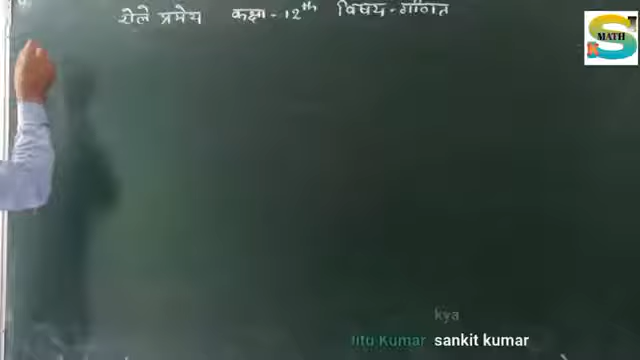 रोले प्रमेय कक्षा - 12th विषय - गणित
MATH
S
kya
Jitu Kumar sankit kumar